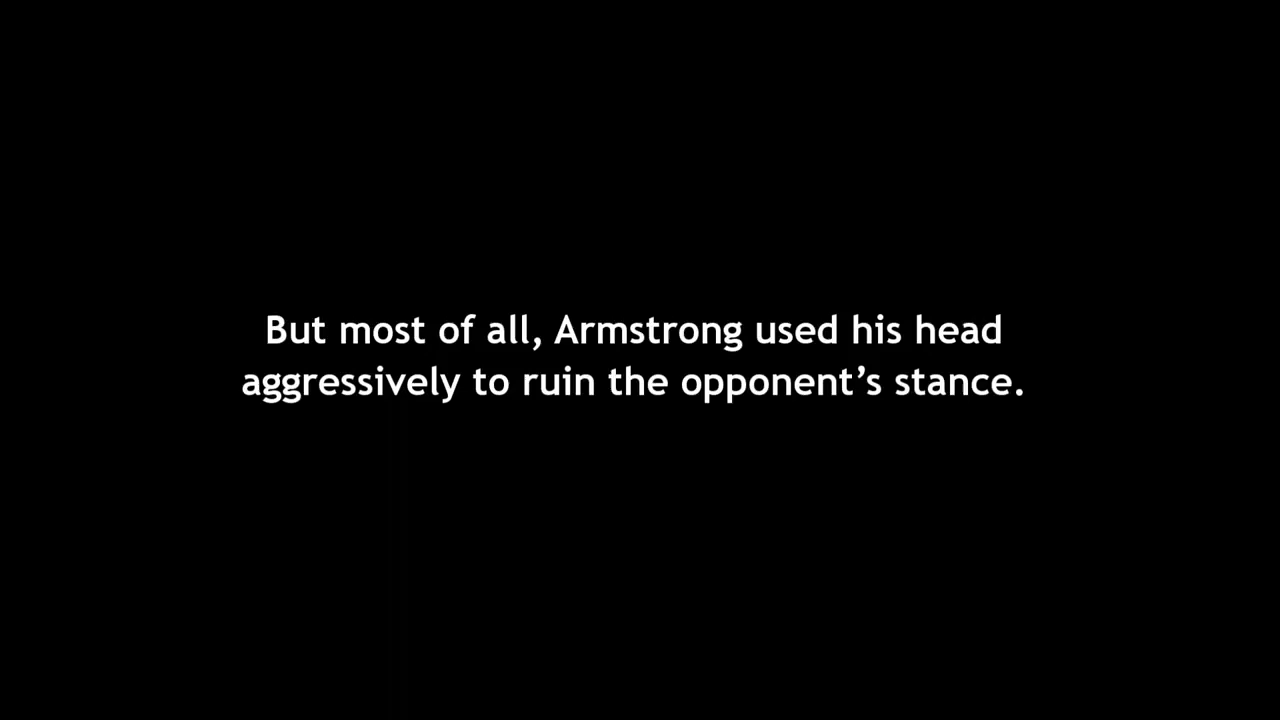 But most of all, Armstrong used his head
aggressively to ruin the opponent’s stance.